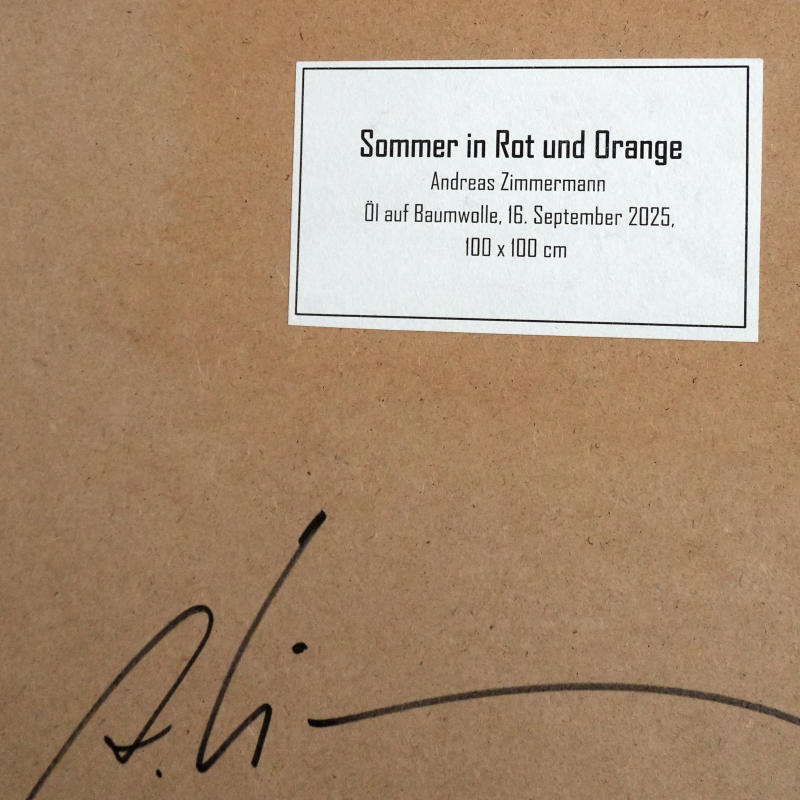 Sommer in Rot und Orange
Andreas Zimmermann
Öl auf Baumwolle, 16. September 2025,
100 x 100 cm